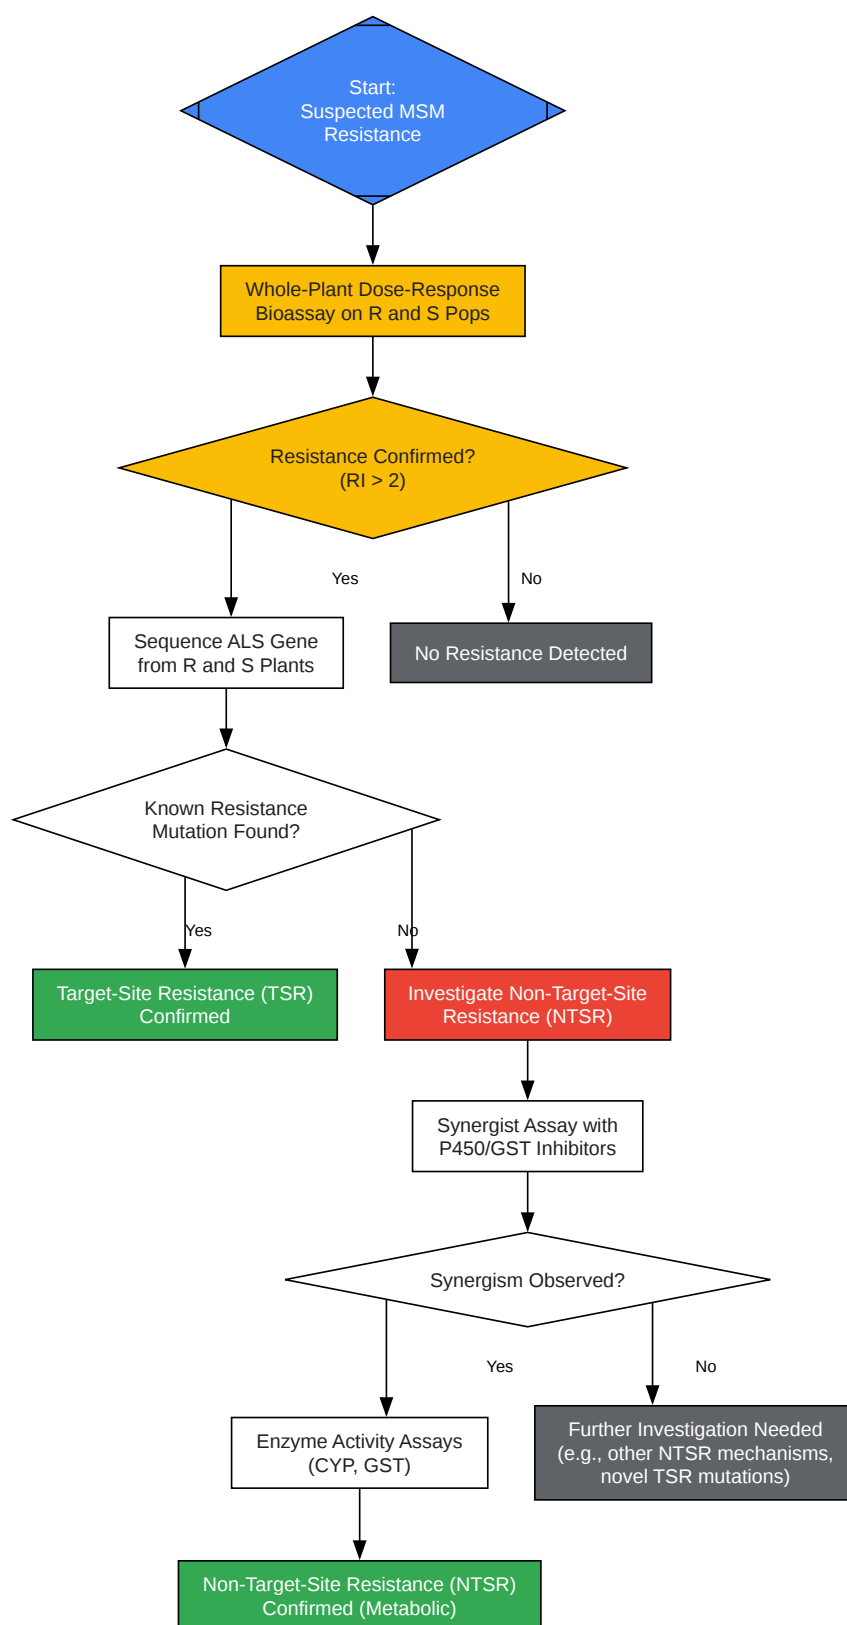 Start:
Suspected MSM
Resistance
Whole-Plant Dose-Response
Bioassay on R and S Pops
Resistance Confirmed?
(RI > 2)
Yes
No
Sequence ALS Gene
from R and S Plants
No Resistance Detected
Known Resistance
Mutation Found?
Yes
No
Target-Site Resistance (TSR)
Confirmed
Investigate Non-Target-Site
Resistance (NTSR)
Synergist Assay with
P450/GST Inhibitors
Synergism Observed?
Yes
No
Enzyme Activity Assays
(CYP, GST)
Further Investigation Needed
(e.g., other NTSR mechanisms,
novel TSR mutations)
Non-Target-Site Resistance (NTSR)
Confirmed (Metabolic)